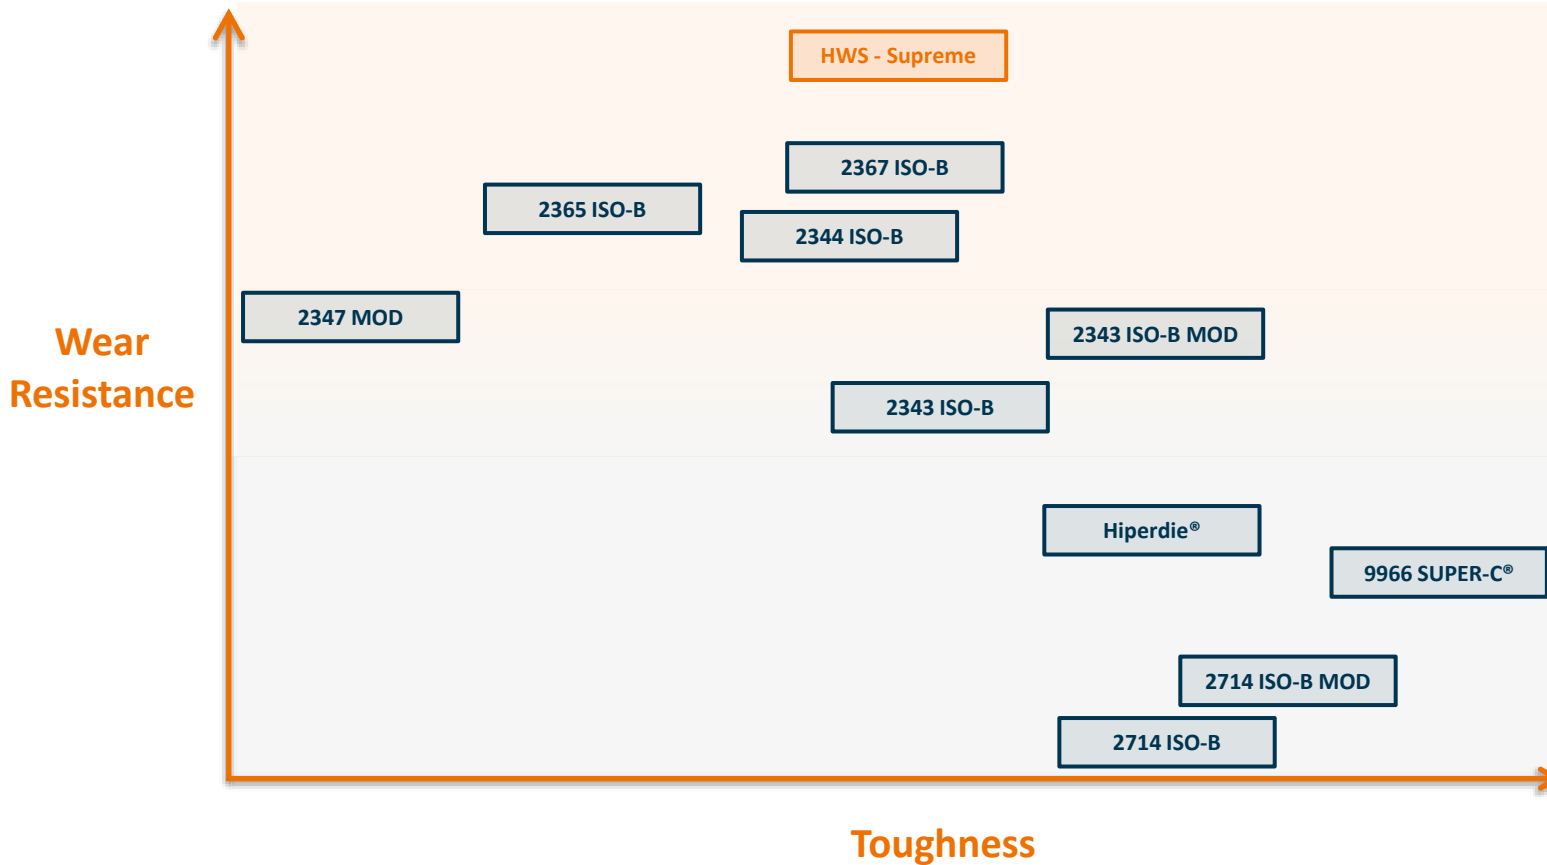 HWS - Supreme
2367 ISO-B
2365 ISO-B
2344 ISO-B
2347 MOD
2343 ISO-B MOD
Wear
Resistance
2343 ISO-B
Hiperdie®
9966 SUPER-C®
2714 ISO-B MOD
2714 ISO-B
Toughness